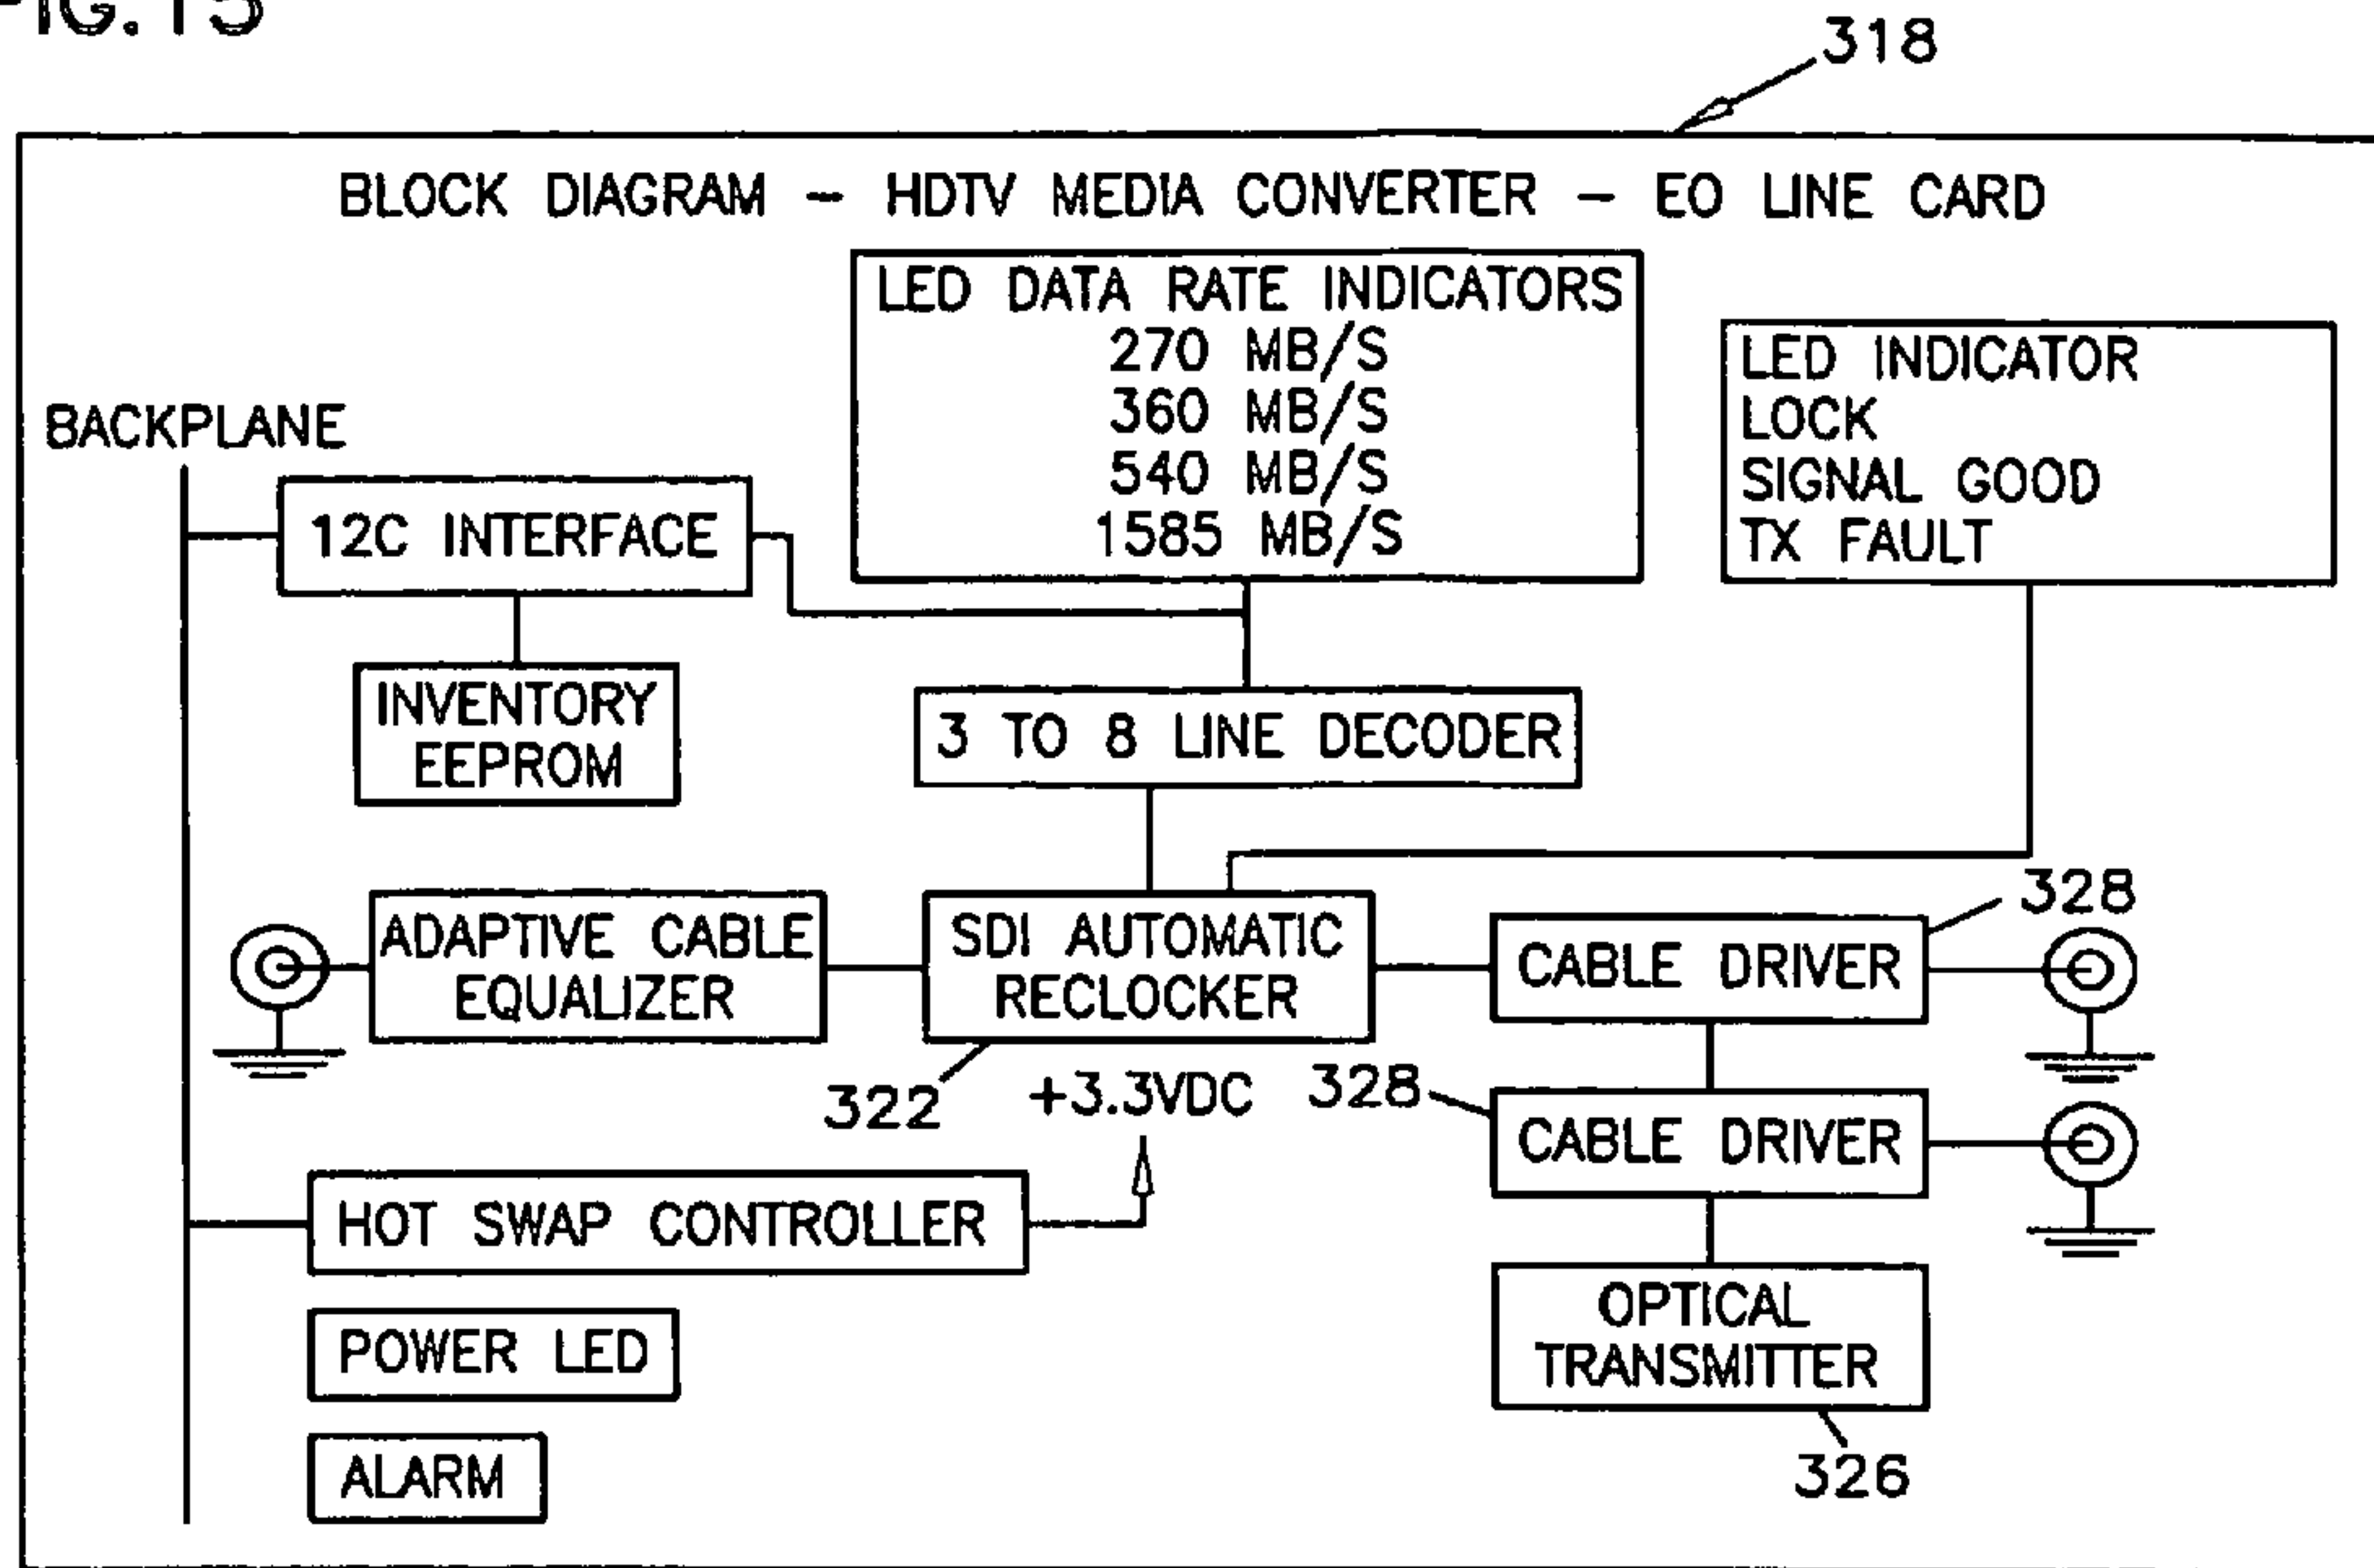 FIG. 15
318
BLOCK DIAGRAM - HDTV MEDIA CONVERTER - EO LINE CARD
LED DATA RATE INDICATORS
270 MB/S
360 MB/S
540 MB/S
1585 MB/S
LED INDICATOR
LOCK
SIGNAL GOOD
TX FAULT
BACKPLANE
12C INTERFACE
INVENTORY
EEPROM
3 TO 8 LINE DECODER
ADAPTIVE CABLE
EQUALIZER
SDI AUTOMATIC
RECLOCKER
322
CABLE DRIVER
328
+3.3VDC
328
CABLE DRIVER
HOT SWAP CONTROLLER
OPTICAL
TRANSMITTER
326
POWER LED
ALARM